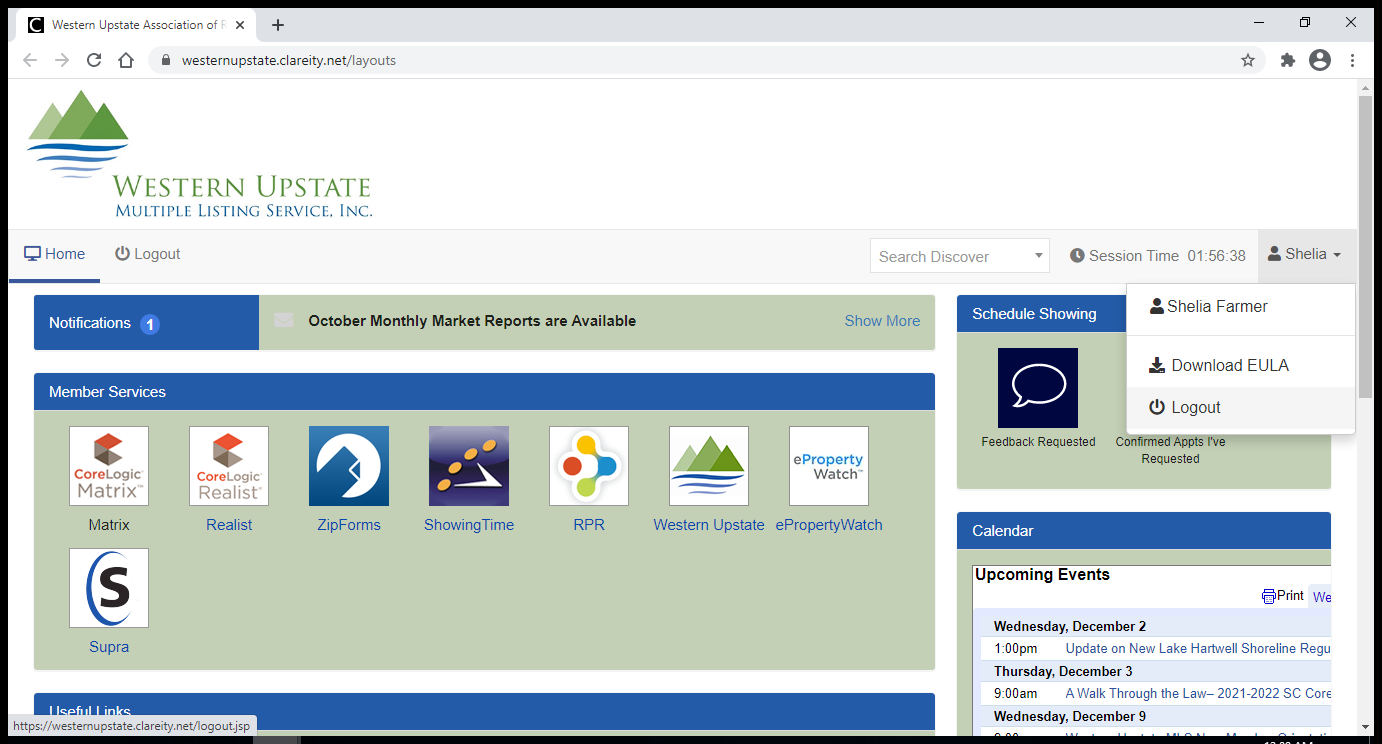 Western Upstate Association of R
westernupstate.clareity.net/layouts
WESTERN UPSTATE
MULTIPLE LISTING SERVICE, INC.
Home
Logout
Search Discover
Session Time 01:56:38
Shelia
Shelia Farmer
Download EULA
Logout
Notifications 1
October Monthly Market Reports are Available
Show More
Member Services
CoreLogic
Matrix™
Matrix
CoreLogic
Realist
Realist
ZipForms
ShowingTime
RPR
Western Upstate
eProperty
Watch™
ePropertyWatch
S
Supra
Useful Links
Schedule Showing
Feedback Requested
Confirmed Appts I've
Requested
Calendar
Upcoming Events
Print
We
Wednesday, December 2
1:00pm Update on New Lake Hartwell Shoreline Regu
Thursday, December 3
9:00am A Walk Through the Law– 2021-2022 SC Core
Wednesday, December 9
https://westernupstate.clareity.net/logout.jsp